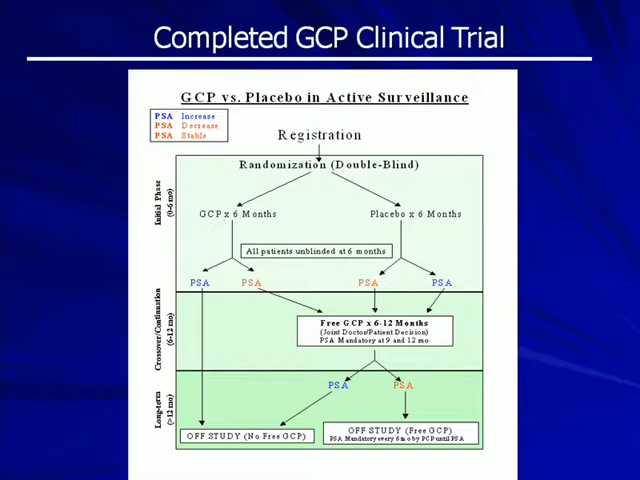 Completed GCP Clinical Trial
GCP vs. Placebo in Active Surveillance
PSA Increase
PSA Decrease
PSA Stable
Registration
Randomization (Double-Blind)
Initial Phase
(0-6 mo)
GCP x 6 Months
Placebo x 6 Months
All patients unblinded at 6 months
PSA
PSA
PSA
PSA
Crossover/Continuation
(6-12 mo)
Free GCP x 6-12 Months
(Joint Doctor/Patient Decision)
PSA Mandatory at 9 and 12 mo
Long-term
(>12 mo)
PSA
PSA
OFF STUDY (No Free GCP)
OFF STUDY (Free GCP)
PSA Mandatory every 6 mo by PCP until PSA